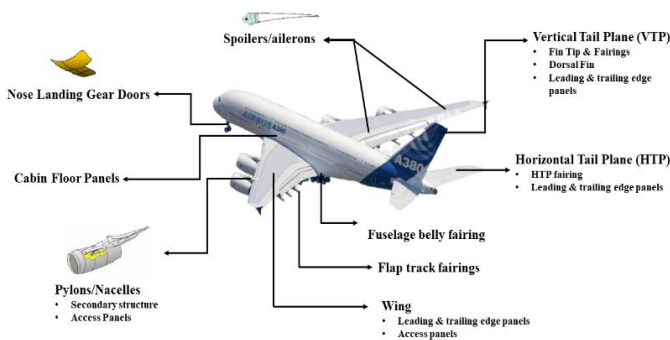 Spoilers/ailerons
Vertical Tail Plane (VTP)
• Fin Tip & Fairings
• Dorsal Fin
• Leading & trailing edge
panels
Nose Landing Gear Doors
AIRBUS A380
A380
Cabin Floor Panels
Horizontal Tail Plane (HTP)
• HTP fairing
• Leading & trailing edge panels
Fuselage belly fairing
Flap track fairings
Pylons/Nacelles
• Secondary structure
• Access Panels
Wing
• Leading & trailing edge panels
• Access panels